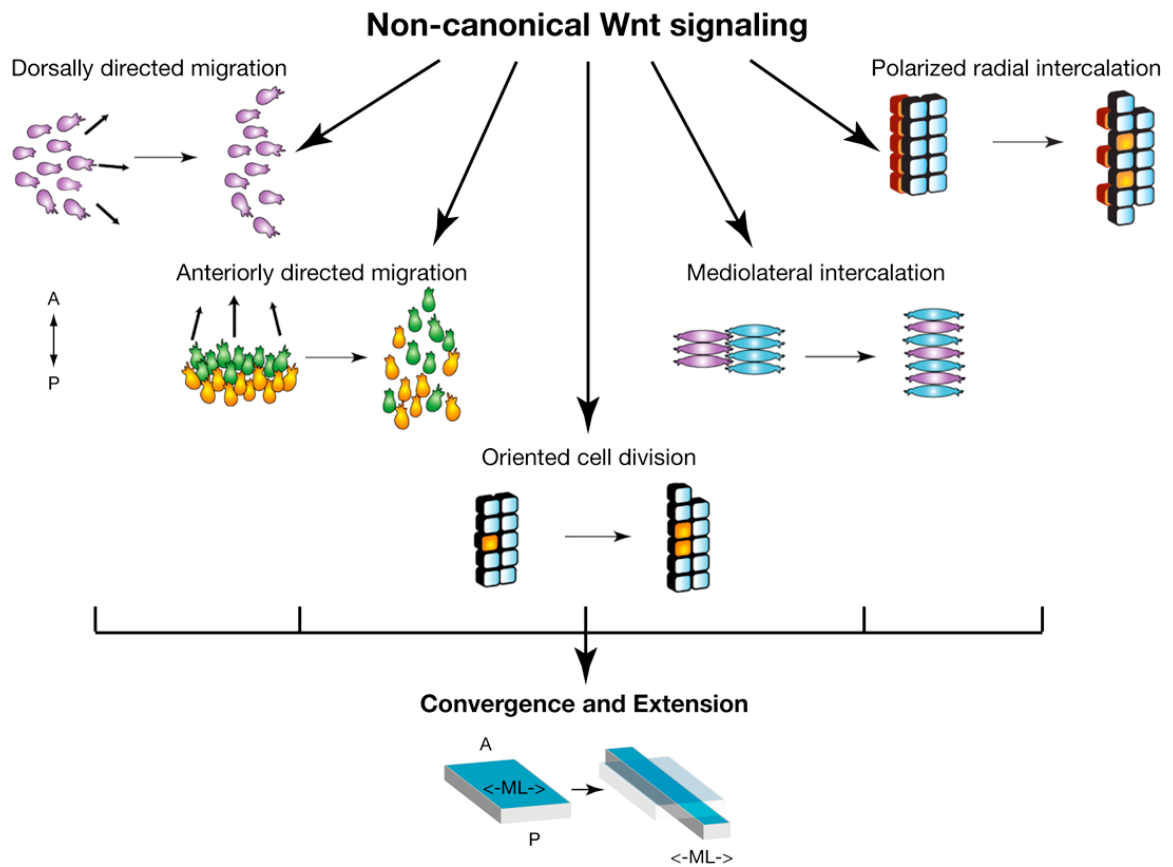 Non-canonical Wnt signaling
Dorsally directed migration
Polarized radial intercalation
Anteriorly directed migration
Mediolateral intercalation
A
P
Oriented cell division
Convergence and Extension
A
<-ML->
P
<-ML->